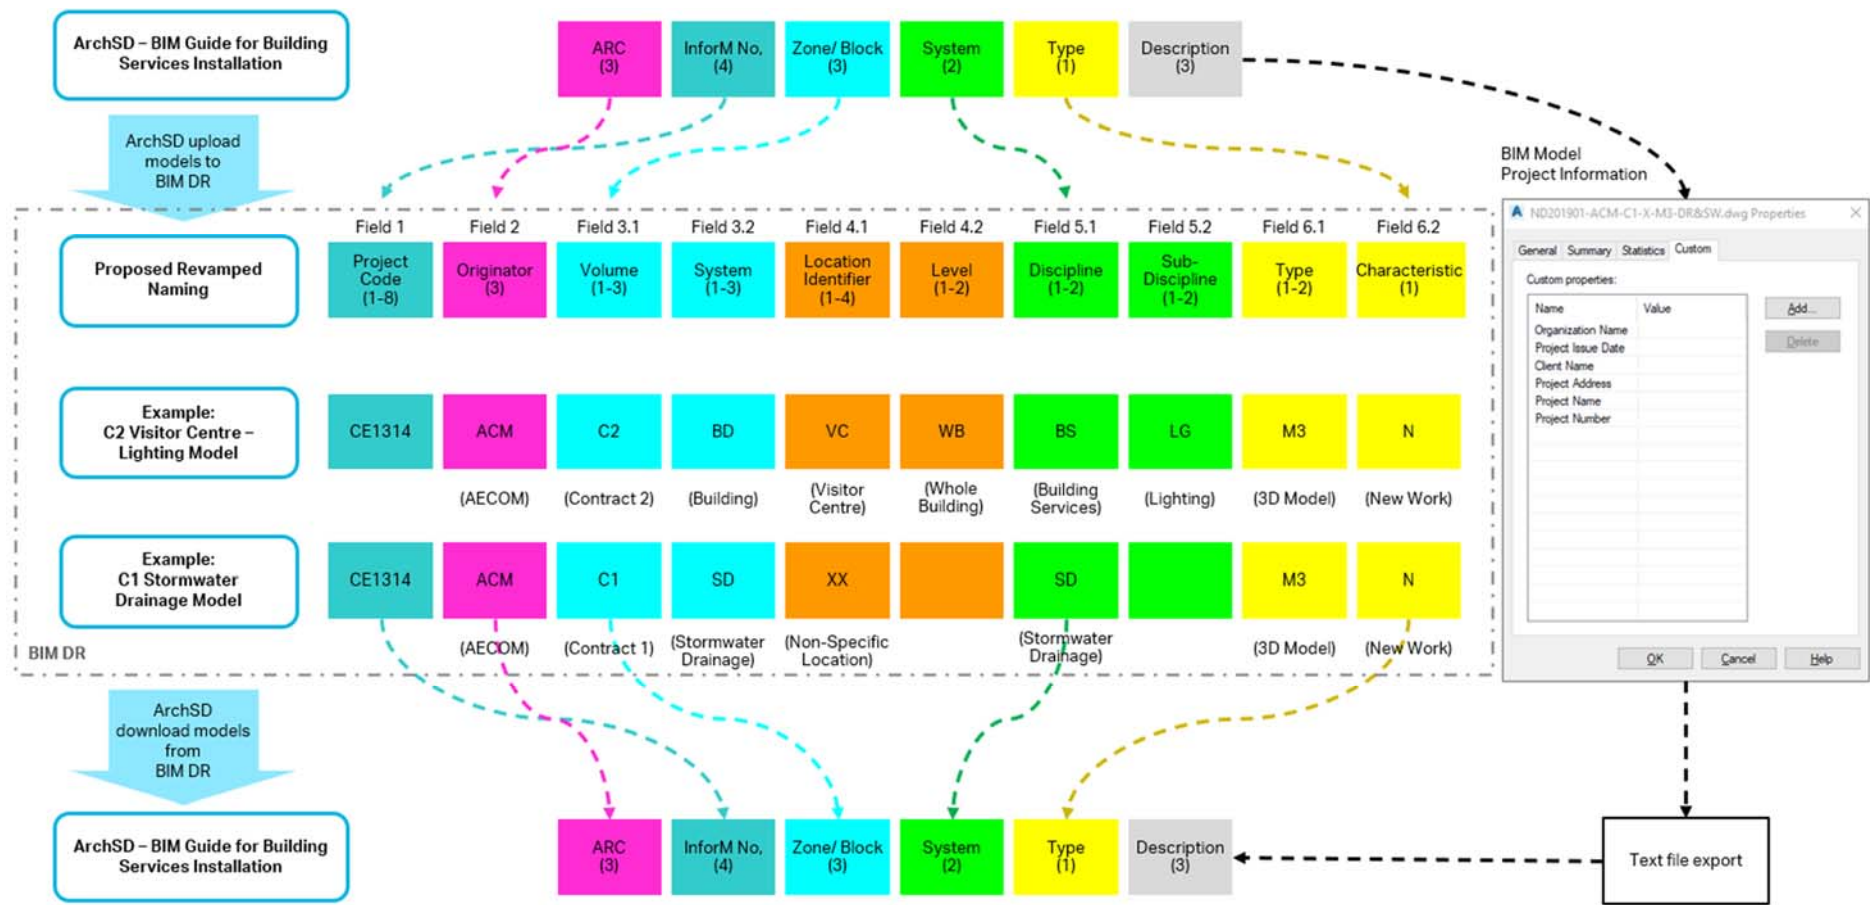 ArchSD – BIM Guide for Building
Services Installation
ARC
(3)
InforM No,
(4)
Zone/ Block
(3)
System
(2)
Type
(1)
Description
(3)
ArchSD upload
models to
BIM DR
BIM Model
Project Information
Field 1
Field 2
Field 3.1
Field 3.2
Field 4.1
Field 4.2
Field 5.1
Field 5.2
Field 6.1
Field 6.2
Proposed Revamped
Naming
Project
Code
(1-8)
Originator
(3)
Volume
(1-3)
System
(1-3)
Location
Identifier
(1-4)
Level
(1-2)
Discipline
(1-2)
Sub-
Discipline
(1-2)
Type
(1-2)
Characteristic
(1)
Example:
C2 Visitor Centre –
Lighting Model
CE1314
ACM
C2
BD
VC
WB
BS
LG
M3
N
(AECOM)
(Contract 2)
(Building)
(Visitor
Centre)
(Whole
Building)
(Building
Services)
(Lighting)
(3D Model)
(New Work)
Example:
C1 Stormwater
Drainage Model
CE1314
ACM
C1
SD
XX
SD
M3
N
(AECOM)
(Contract 1)
(Stormwater
Drainage)
(Non-Specific
Location)
(Stormwater
Drainage)
(3D Model)
(New Work)
BIM DR
A ND201901-ACM-C1-X-M3-DR&SW.dwg Properties
General Summary Statistics Custom
Custom properties:
Name Value
Organization Name
Project Issue Date
Client Name
Project Address
Project Name
Project Number
Add...
Delete
OK Cancel Help
ArchSD
download models
from
BIM DR
ArchSD – BIM Guide for Building
Services Installation
ARC
(3)
InforM No,
(4)
Zone/ Block
(3)
System
(2)
Type
(1)
Description
(3)
Text file export